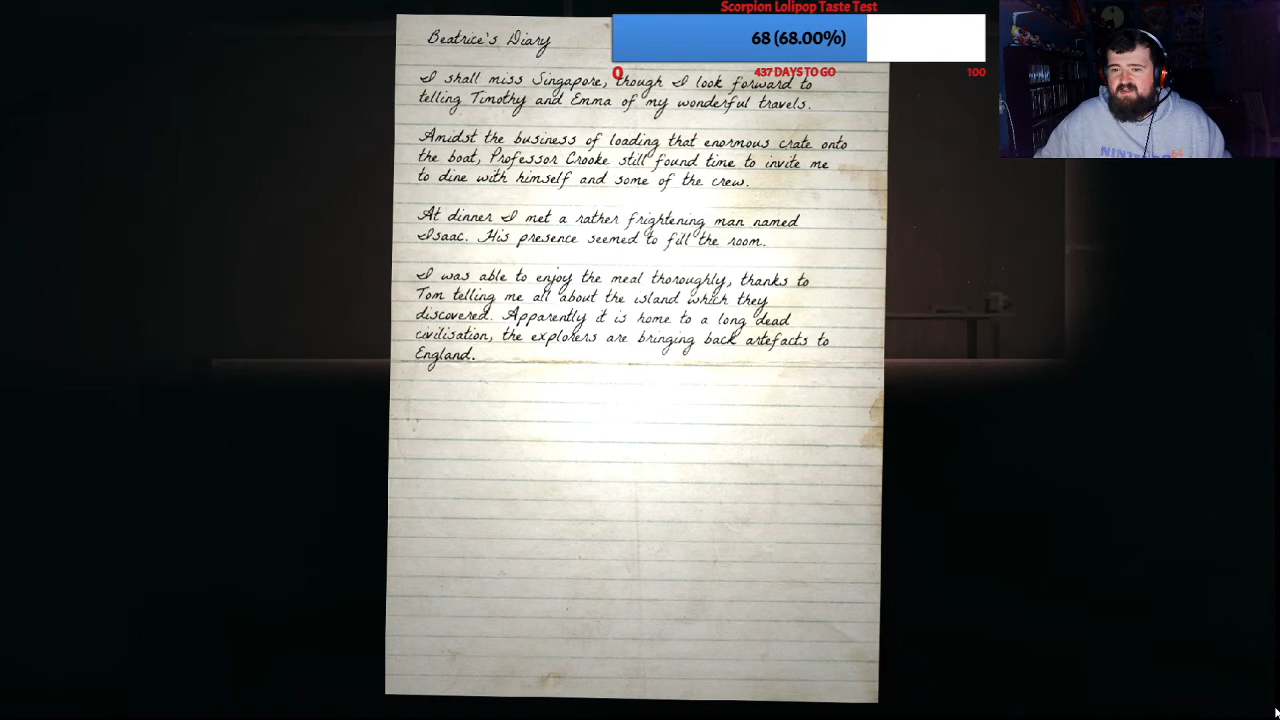 Scorpion Lolipop Taste Test
68 (68.00%)
0
437 DAYS TO GO
100
Beatrice's Diary
I shall miss Singapore, though I look forward to
telling Timothy and Emma of my wonderful travels.
Amidst the business of loading that enormous crate onto
the boat, Professor Crooke still found time to invite me
to dine with himself and some of the crew.
At dinner I met a rather frightening man named
Isaac. His presence seemed to fill the room.
I was able to enjoy the meal thoroughly, thanks to
Tom telling me all about the island which they
discovered. Apparently it is home to a long dead
civilisation, the explorers are bringing back artefacts to
England.
NINTENDO 64